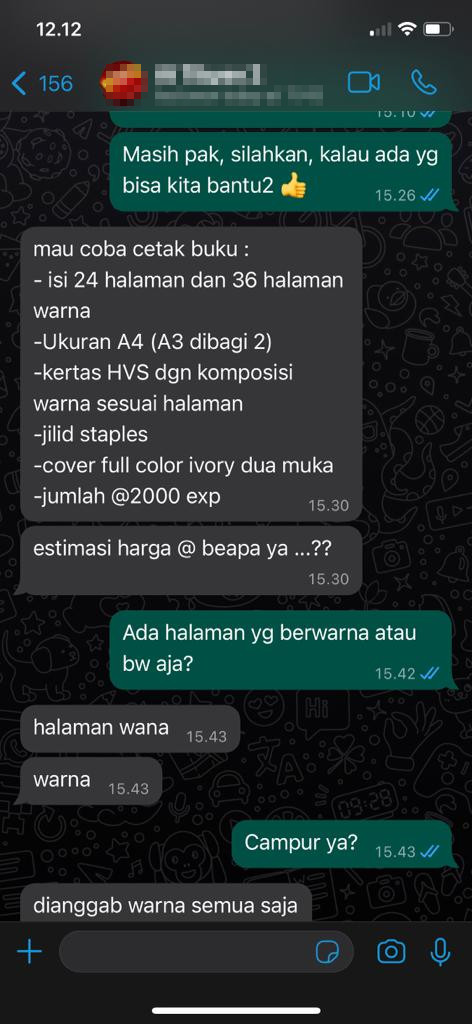 12.12
156
15.10
Masih pak, silahkan, kalau ada yg
bisa kita bantu2 👍
15.26
mau coba cetak buku :
- isi 24 halaman dan 36 halaman
warna
-Ukuran A4 (A3 dibagi 2)
-kertas HVS dgn komposisi
warna sesuai halaman
-jilid staples
-cover full color ivory dua muka
-jumlah @2000 exp
15.30
estimasi harga @ beapa ya ...??
15.30
Ada halaman yg berwarna atau
bw aja?
15.42
halaman wana 15.43
warna 15.43
Campur ya? 15.43
dianggab warna semua saja